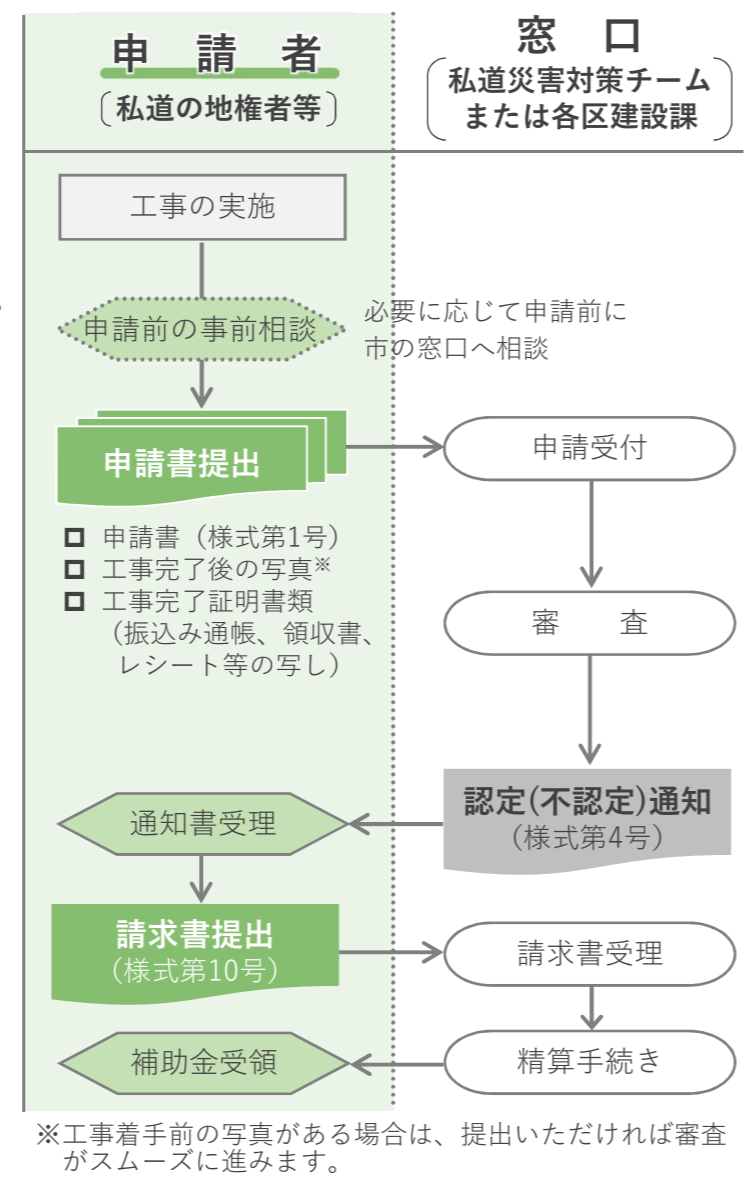 申　請　者
私道の地権者等
窓　口
私道災害対策チーム
または各区建設課
工事の実施
申請前の事前相談
必要に応じて申請前に
市の窓口へ相談
申請書提出
申請受付
申請書（様式第1号）
工事完了後の写真※
工事完了証明書類
（振込み通帳、領収書、
レシート等の写し）
審　査
認定(不認定)通知
（様式第4号）
通知書受理
請求書提出
（様式第10号）
請求書受理
精算手続き
補助金受領
※工事着手前の写真がある場合は、提出いただければ審査
がスムーズに進みます。